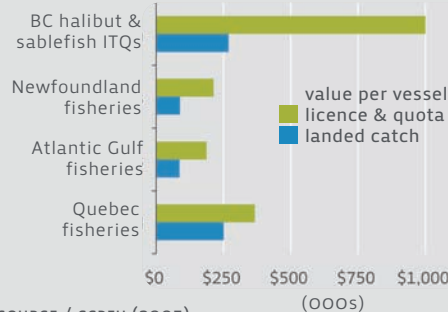 BC halibut &
sablefish ITQs
Newfoundland
fisheries
Atlantic Gulf
fisheries
Quebec
fisheries
value per vessel
licence & quota
landed catch
$0 $250 $500 $750 $1,000
(000s)